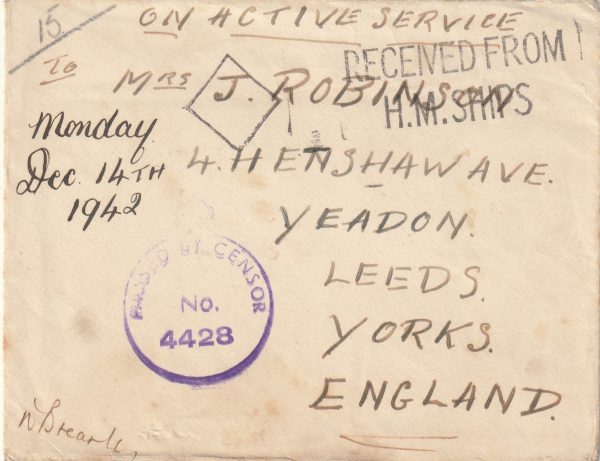 15
ON ACTIVE SERVICE
RECEIVED FROM
H.M. SHIPS
TO
MRS J. ROBINSON
Monday
Dec. 14TH
1942
4. HENSHAW AVE.
YEADON.
LEEDS.
YORKS.
ENGLAND.
PASSED BY CENSOR
No.
4428